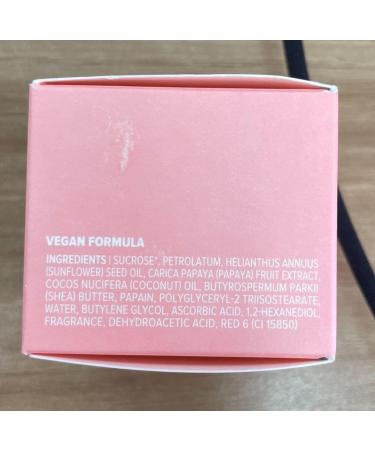 VEGAN FORMULA
INGREDIENTS | SUCROSE*, PETROLATUM, HELIANTHUS ANNUUS
(SUNFLOWER) SEED OIL, CARICA PAPAYA (PAPAYA) FRUIT EXTRACT,
COCOS NUCIFERA (COCONUT) OIL, BUTYROSPERMUM PARKII
(SHEA) BUTTER, PAPAIN, POLYGLYCERYL-2 TRIISOSTEARATE,
WATER, BUTYLENE GLYCOL, ASCORBIC ACID, 1,2-HEXANEDIOL,
FRAGRANCE, DEHYDROACETIC ACID, RED 6 (CI 15850)